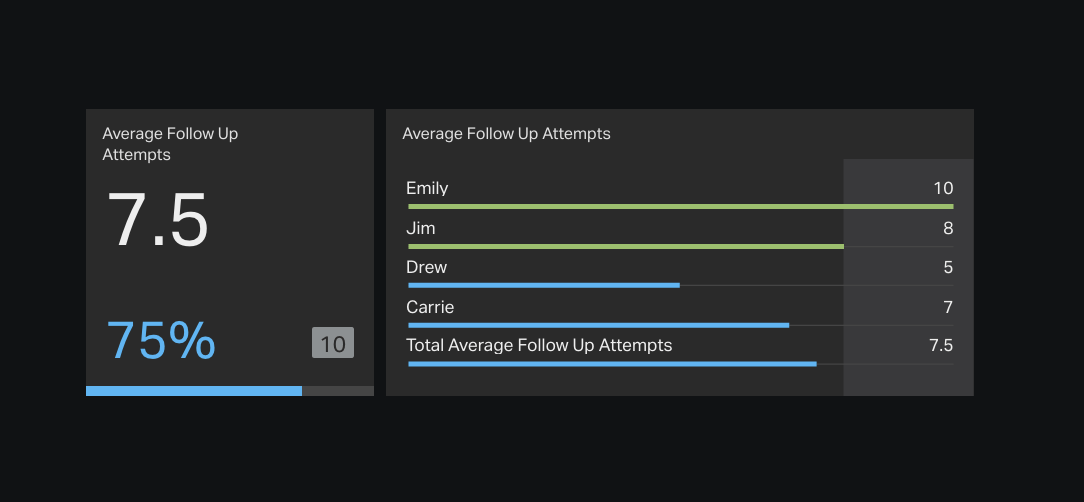 Average Follow Up
Attempts
7.5
75%
10
Average Follow Up Attempts
Emily 10
Jim 8
Drew 5
Carrie 7
Total Average Follow Up Attempts 7.5